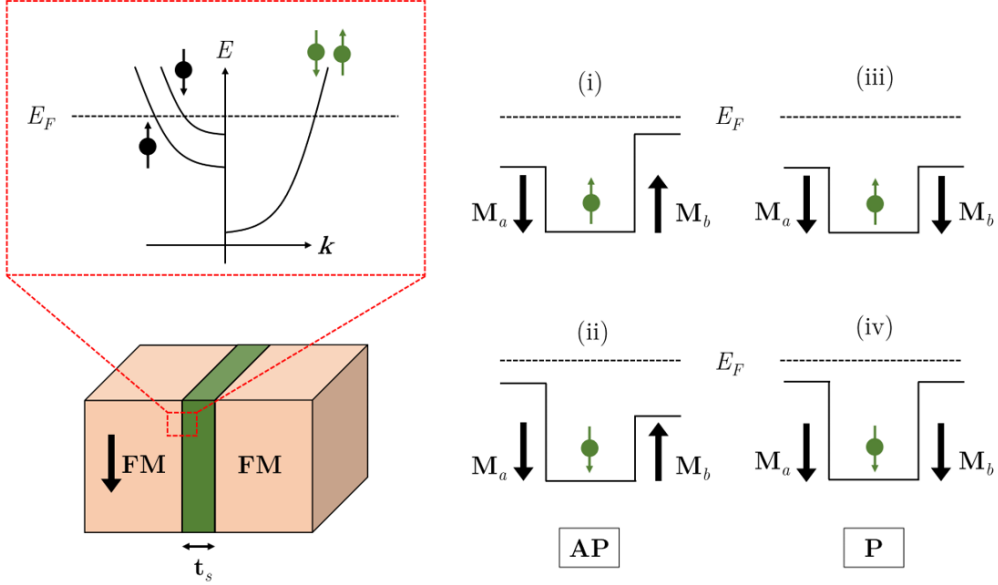 E
E_F
k
FM
FM
t_s
(i)
(iii)
E_F
M_a
M_b
M_a
M_b
(ii)
(iv)
E_F
M_a
M_b
M_a
M_b
AP
P